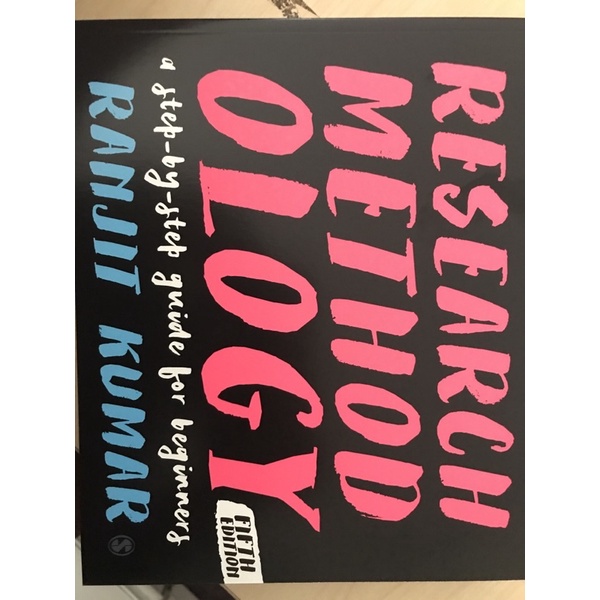 RESEARCH
METHOD
OLOGY
FIFTH
EDITION
a step-by-step guide for beginners
RANJIT KUMAR
S